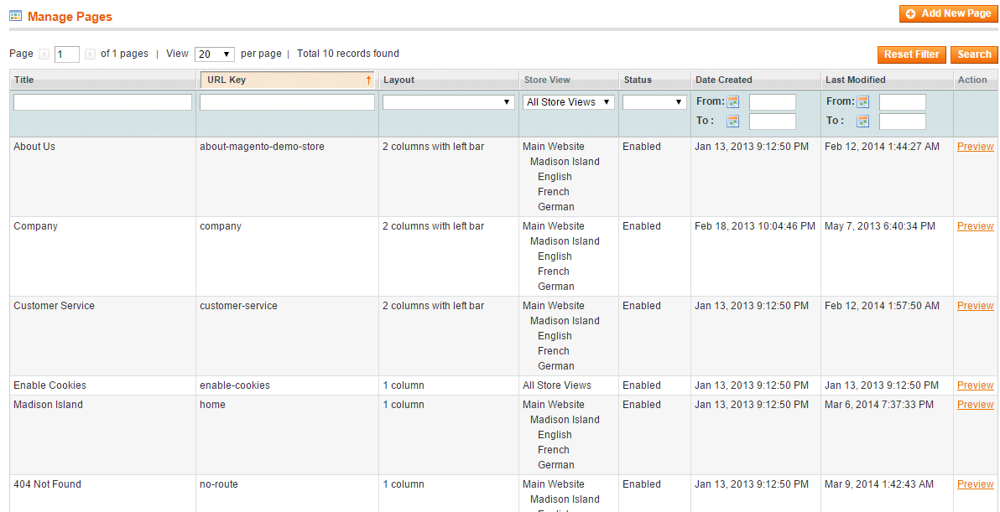 Manage Pages
Add New Page
Page 1 of 1 pages | View 20 per page | Total 10 records found
Reset Filter Search
Title URL Key Layout Store View Status Date Created Last Modified Action
All Store Views From: From:
To : To :
About Us about-magento-demo-store 2 columns with left bar Main Website Enabled Jan 13, 2013 9:12:50 PM Feb 12, 2014 1:44:27 AM Preview
Madison Island
English
French
German
Company company 2 columns with left bar Main Website Enabled Feb 18, 2013 10:04:46 PM May 7, 2013 6:40:34 PM Preview
Madison Island
English
French
German
Customer Service customer-service 2 columns with left bar Main Website Enabled Jan 13, 2013 9:12:50 PM Feb 12, 2014 1:57:50 AM Preview
Madison Island
English
French
German
Enable Cookies enable-cookies 1 column All Store Views Enabled Jan 13, 2013 9:12:50 PM Jan 13, 2013 9:12:50 PM Preview
Madison Island home 1 column Main Website Enabled Jan 13, 2013 9:12:50 PM Mar 6, 2014 7:37:33 PM Preview
Madison Island
English
French
German
404 Not Found no-route 1 column Main Website Enabled Jan 13, 2013 9:12:50 PM Mar 9, 2014 1:42:43 AM Preview
Madison Island